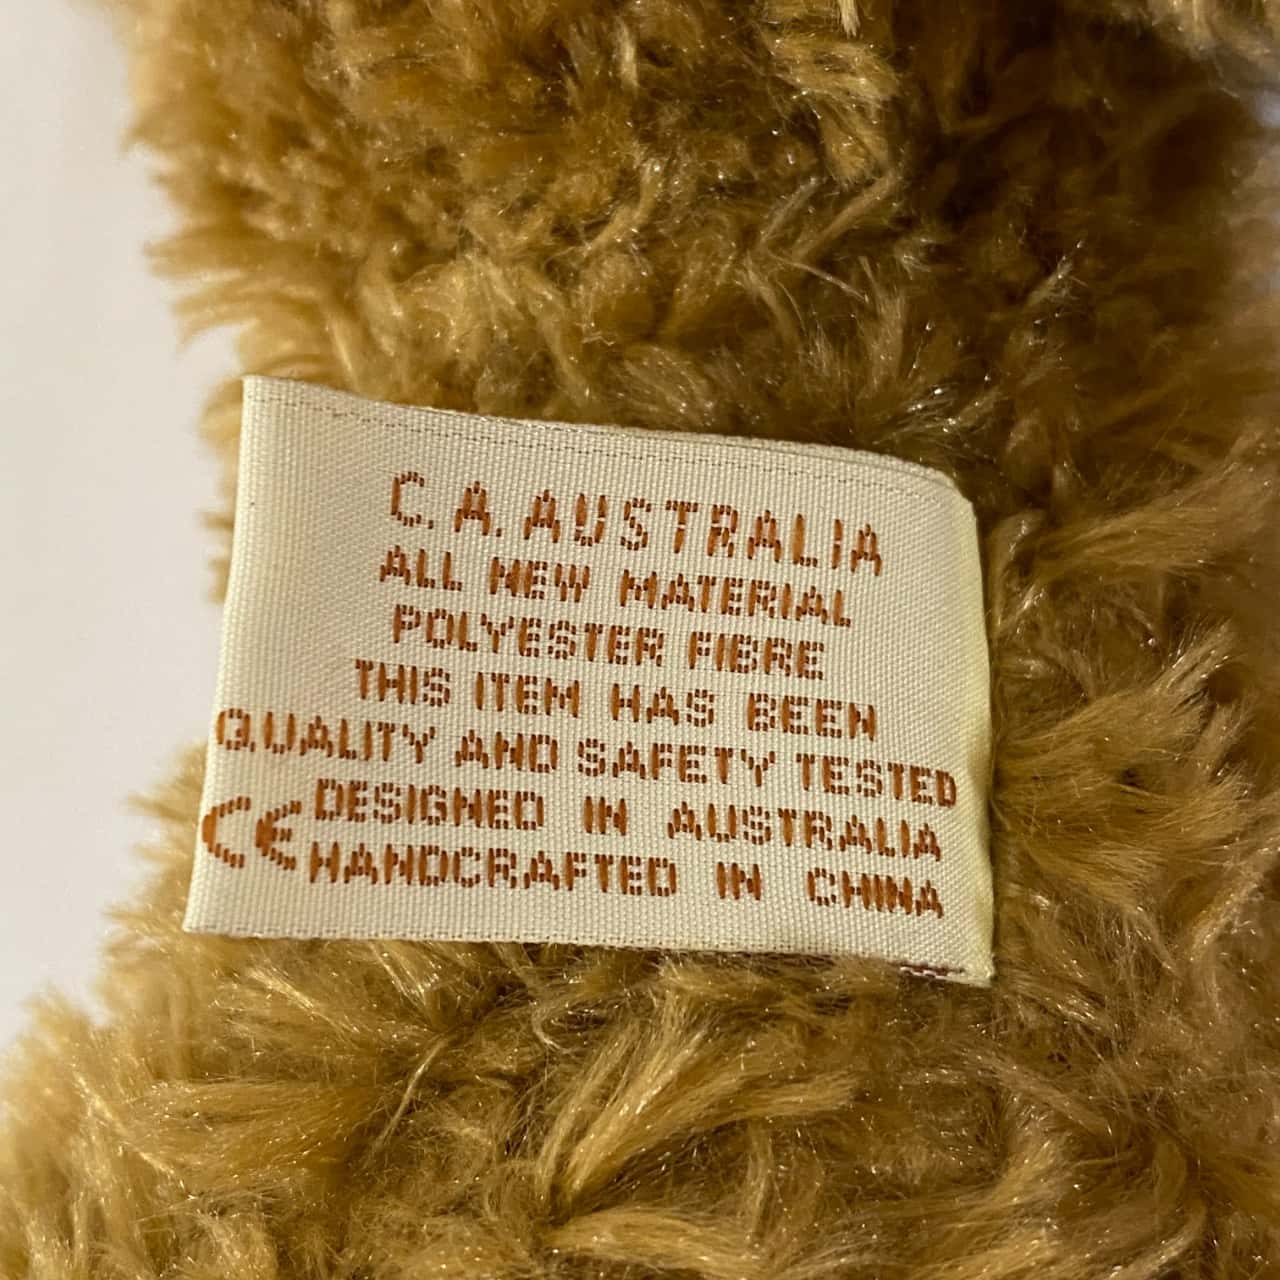 C.A.AUSTRALIA
ALL NEW MATERIAL
POLYESTER FIBRE
THIS ITEM HAS BEEN
QUALITY AND SAFETY TESTED
DESIGNED IN AUSTRALIA
CE HANDCRAFTED IN CHINA